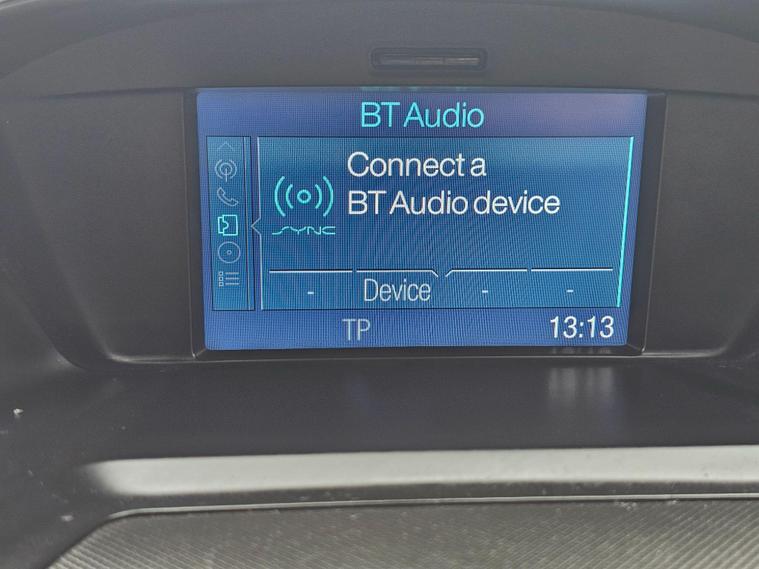 BT Audio
Connect a
BT Audio device
SYNC
- Device - -
TP 13:13